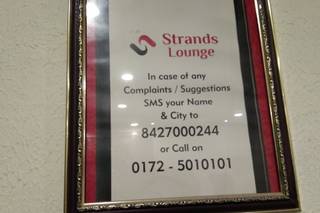 Strands
Lounge
In case of any
Complaints / Suggestions
SMS your Name
& City to
8427000244
or Call on
0172 - 5010101